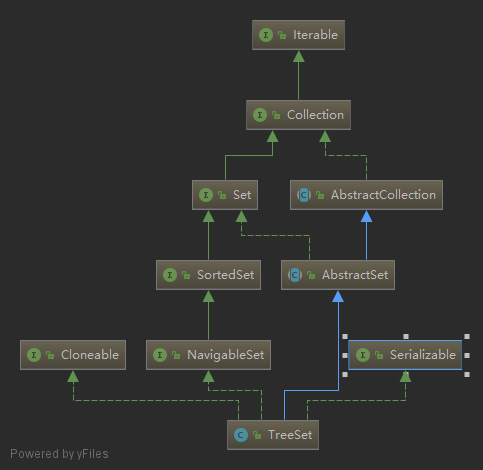 Iterable
Collection
Set
AbstractCollection
SortedSet
AbstractSet
Cloneable
NavigableSet
Serializable
TreeSet
Powered by yFiles